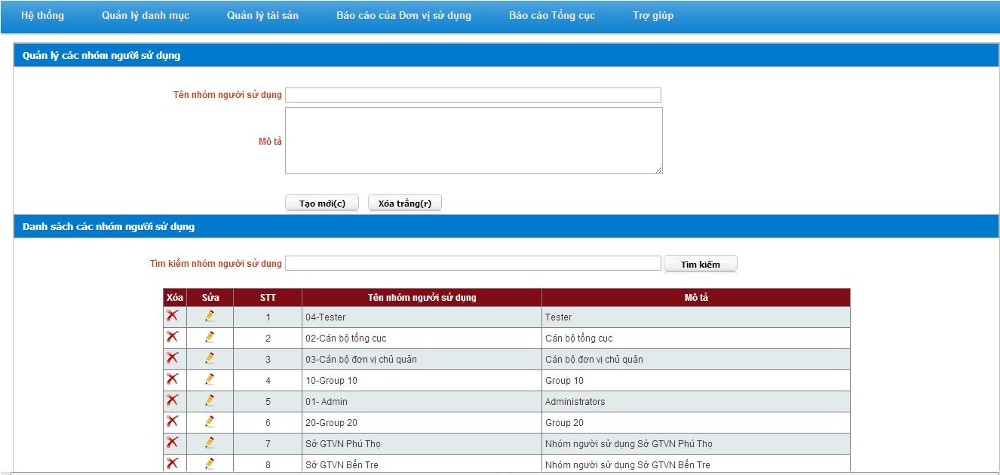 Hệ thống Quản lý danh mục Quản lý tài sản Báo cáo của Đơn vị sử dụng Báo cáo Tổng cục Trợ giúp
Quản lý các nhóm người sử dụng
Tên nhóm người sử dụng
Mô tả
Tạo mới(c) Xóa trắng(r)
Danh sách các nhóm người sử dụng
Tìm kiếm nhóm người sử dụng Tìm kiếm
Xóa Sửa STT Tên nhóm người sử dụng Mô tả
1 04-Tester Tester
2 02-Cán bộ tổng cục Cán bộ tổng cục
3 03-Cán bộ đơn vị chủ quản Cán bộ đơn vị chủ quản
4 10-Group 10 Group 10
5 01- Admin Administrators
6 20-Group 20 Group 20
7 Sở GTVN Phú Thọ Nhóm người sử dụng Sở GTVN Phú Thọ
8 Sở GTVN Bến Tre Nhóm người sử dụng Sở GTVN Bến Tre